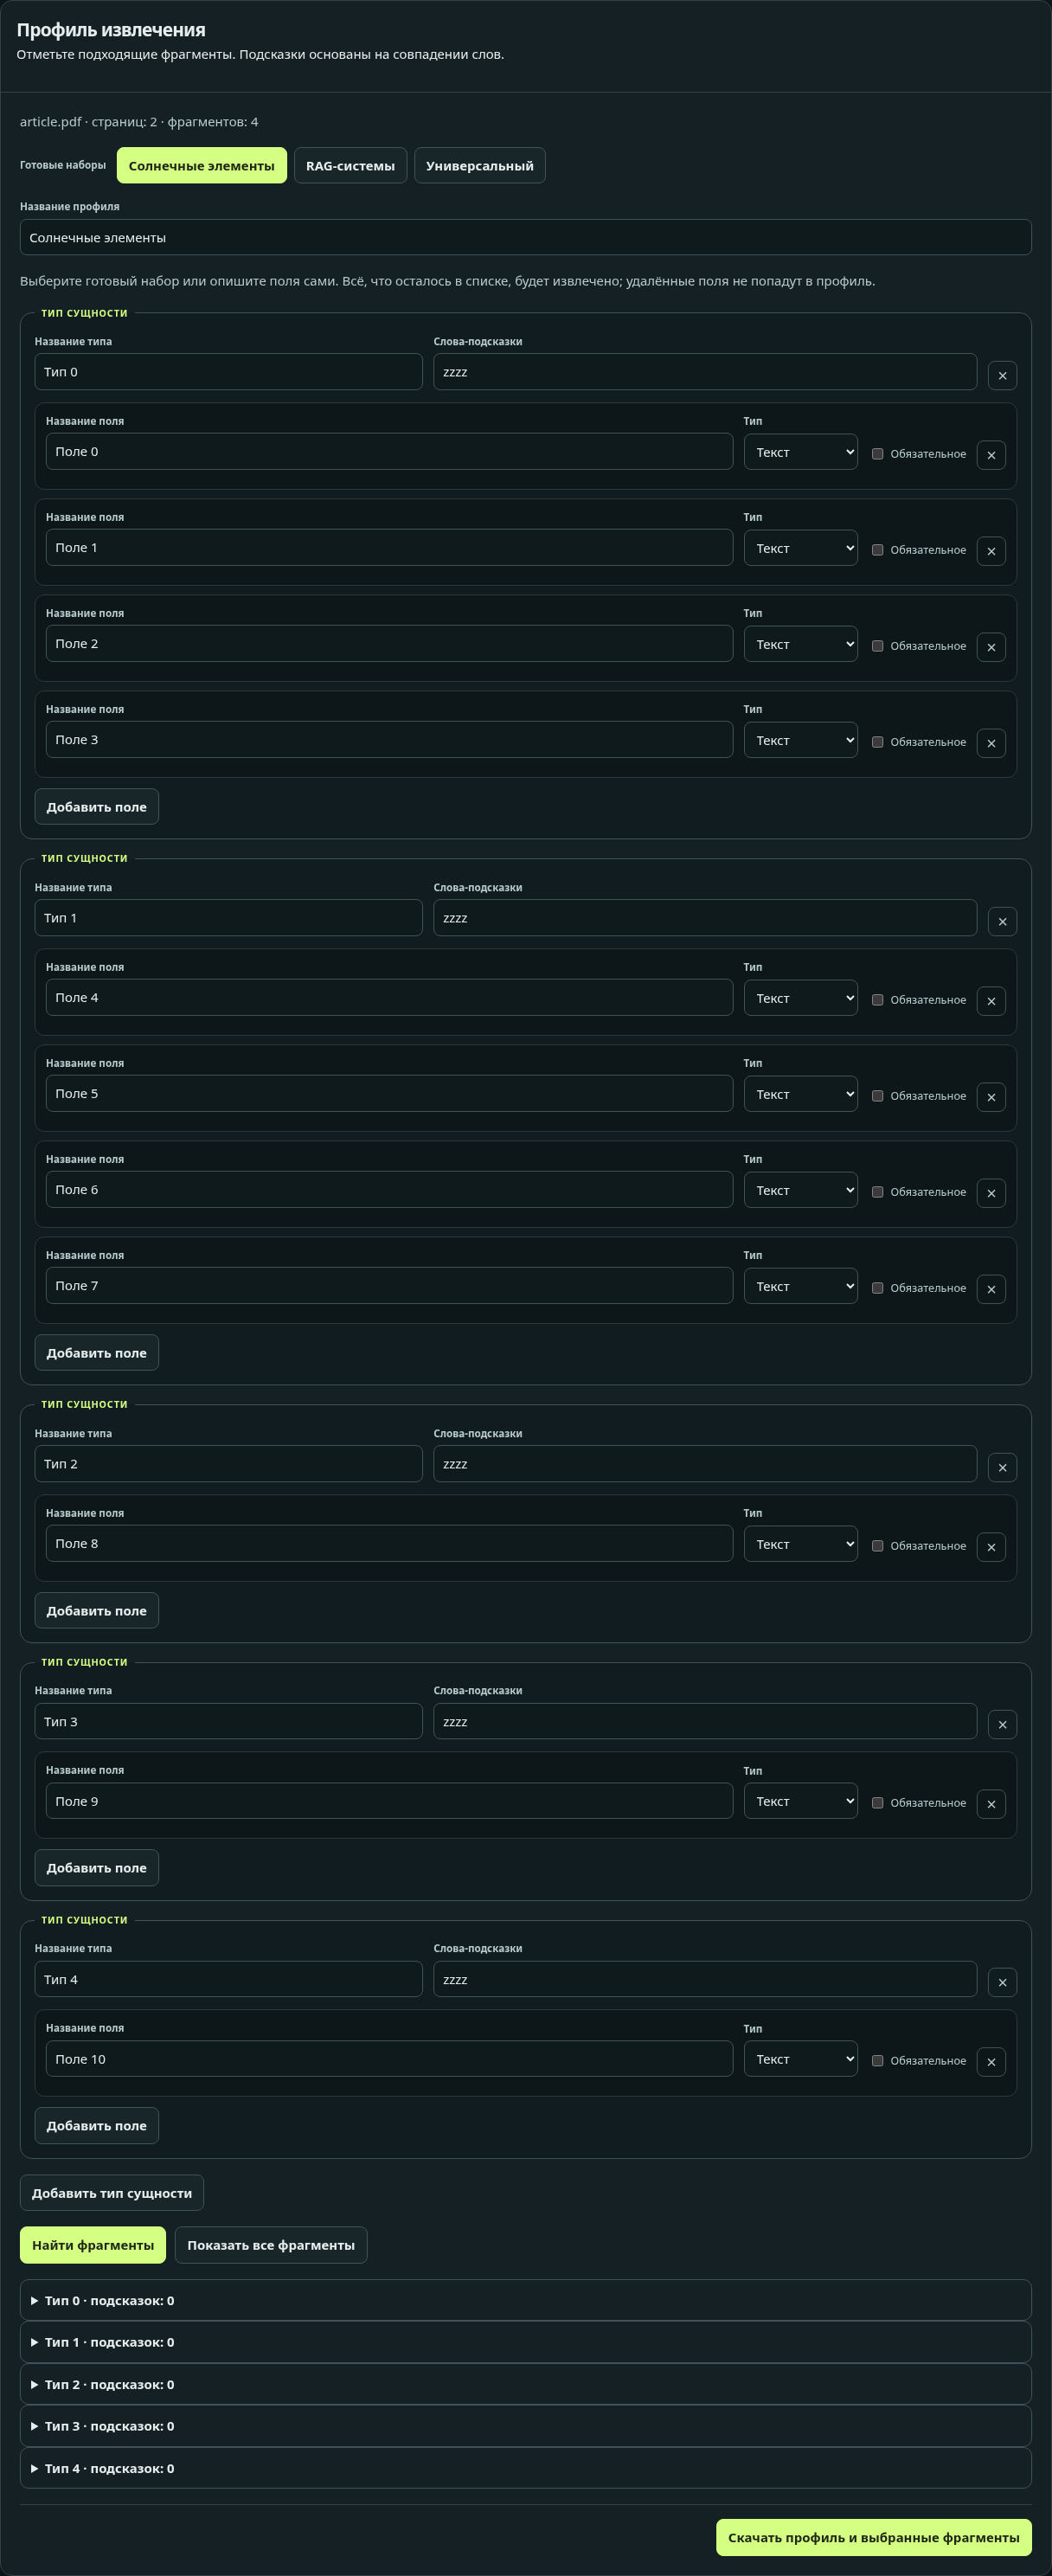 Профиль извлечения
Отметьте подходящие фрагменты. Подсказки основаны на совпадении слов.
article.pdf · страниц: 2 · фрагментов: 4
Готовые наборы Солнечные элементы RAG-системы Универсальный
Название профиля
Солнечные элементы
Выберите готовый набор или опишите поля сами. Всё, что осталось в списке, будет извлечено; удалённые поля не попадут в профиль.
ТИП СУЩНОСТИ
Название типа Слова-подсказки
Тип 0 zzzz ×
Название поля Тип
Поле 0 Текст Обязательное ×
Название поля Тип
Поле 1 Текст Обязательное ×
Название поля Тип
Поле 2 Текст Обязательное ×
Название поля Тип
Поле 3 Текст Обязательное ×
Добавить поле
ТИП СУЩНОСТИ
Название типа Слова-подсказки
Тип 1 zzzz ×
Название поля Тип
Поле 4 Текст Обязательное ×
Название поля Тип
Поле 5 Текст Обязательное ×
Название поля Тип
Поле 6 Текст Обязательное ×
Название поля Тип
Поле 7 Текст Обязательное ×
Добавить поле
ТИП СУЩНОСТИ
Название типа Слова-подсказки
Тип 2 zzzz ×
Название поля Тип
Поле 8 Текст Обязательное ×
Добавить поле
ТИП СУЩНОСТИ
Название типа Слова-подсказки
Тип 3 zzzz ×
Название поля Тип
Поле 9 Текст Обязательное ×
Добавить поле
ТИП СУЩНОСТИ
Название типа Слова-подсказки
Тип 4 zzzz ×
Название поля Тип
Поле 10 Текст Обязательное ×
Добавить поле
Добавить тип сущности
Найти фрагменты Показать все фрагменты
Тип 0 · подсказок: 0
Тип 1 · подсказок: 0
Тип 2 · подсказок: 0
Тип 3 · подсказок: 0
Тип 4 · подсказок: 0
Скачать профиль и выбранные фрагменты